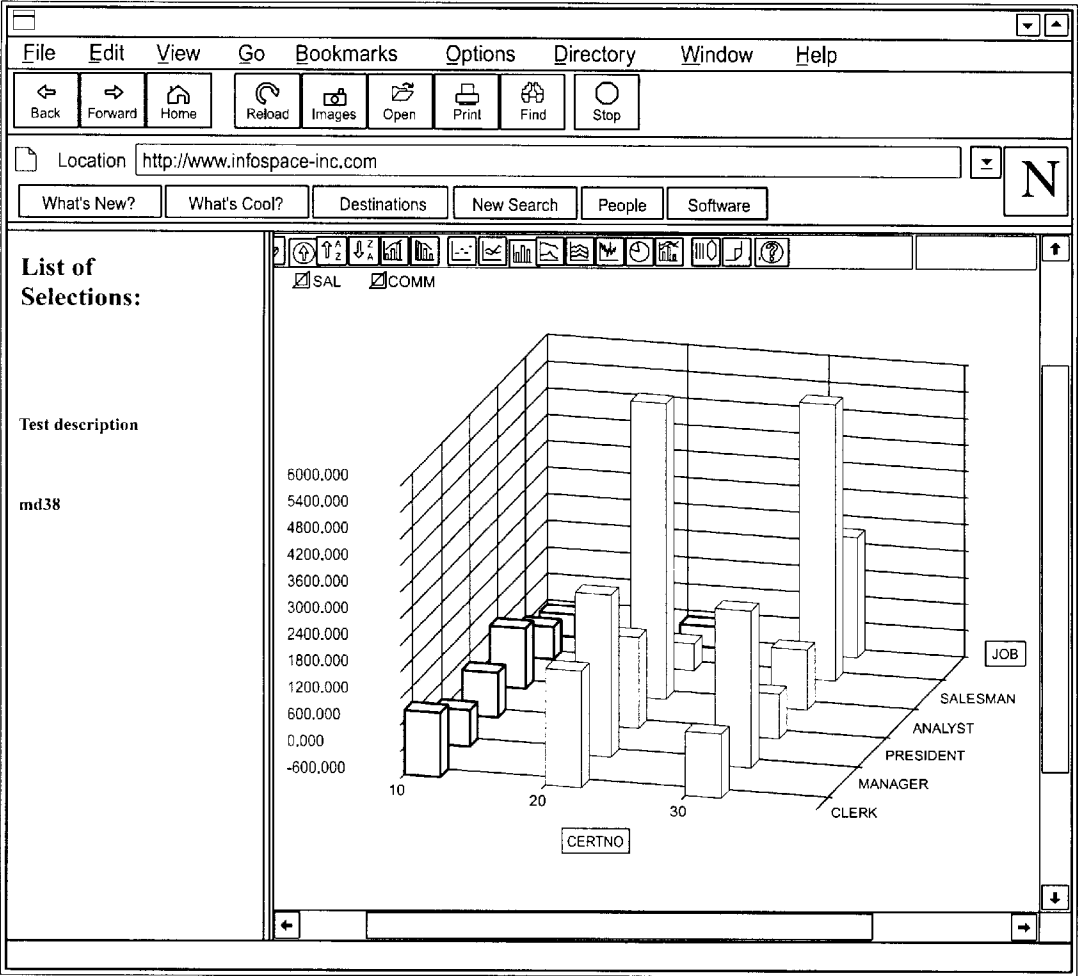 File Edit View Go Bookmarks Options Directory Window Help
Back Forward Home Reload Images Open Print Find Stop
Location http://www.infospace-inc.com
N
What's New? What's Cool? Destinations New Search People Software
List of
Selections:
Test description
md38
SAL COMM
6000,000
5400,000
4800,000
4200,000
3600,000
3000,000
2400,000
1800,000
1200,000
600,000
0,000
-600,000
10
20
30
CERTNO
JOB
SALESMAN
ANALYST
PRESIDENT
MANAGER
CLERK